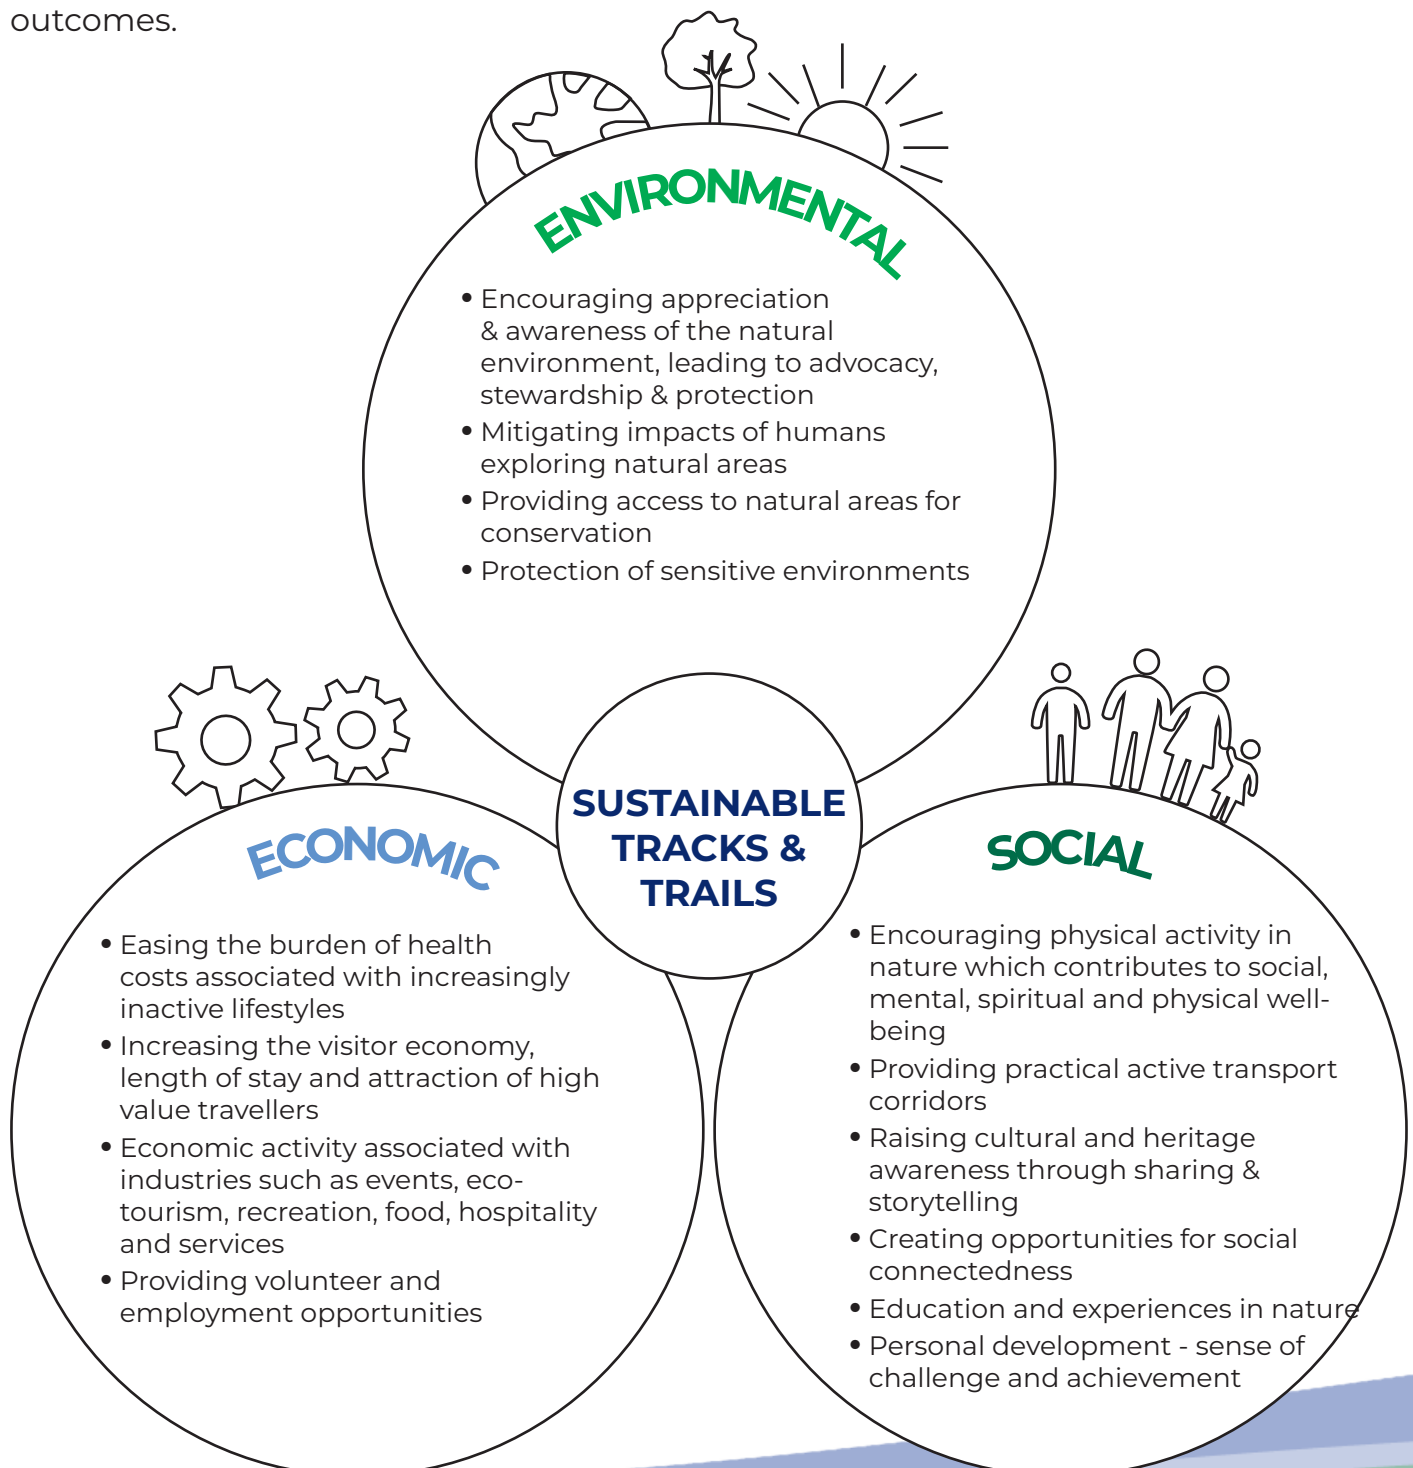 outcomes.
ENVIRONMENTAL
• Encouraging appreciation
& awareness of the natural
environment, leading to advocacy,
stewardship & protection
• Mitigating impacts of humans
exploring natural areas
• Providing access to natural areas for
conservation
• Protection of sensitive environments
SUSTAINABLE
TRACKS &
TRAILS
ECONOMIC
• Easing the burden of health
costs associated with increasingly
inactive lifestyles
• Increasing the visitor economy,
length of stay and attraction of high
value travellers
• Economic activity associated with
industries such as events, eco-
tourism, recreation, food, hospitality
and services
• Providing volunteer and
employment opportunities
SOCIAL
• Encouraging physical activity in
nature which contributes to social,
mental, spiritual and physical well-
being
• Providing practical active transport
corridors
• Raising cultural and heritage
awareness through sharing &
storytelling
• Creating opportunities for social
connectedness
• Education and experiences in nature
• Personal development - sense of
challenge and achievement